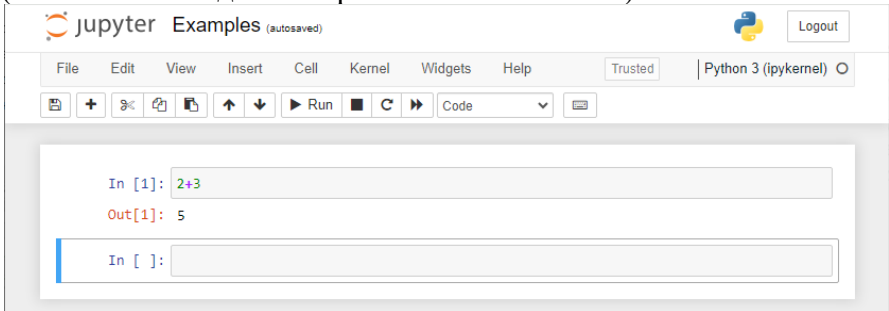 jupyter Examples (autosaved) Logout
File Edit View Insert Cell Kernel Widgets Help Trusted Python 3 (ipykernel)
Run Code
In [1]: 2+3
Out[1]: 5
In [ ]: